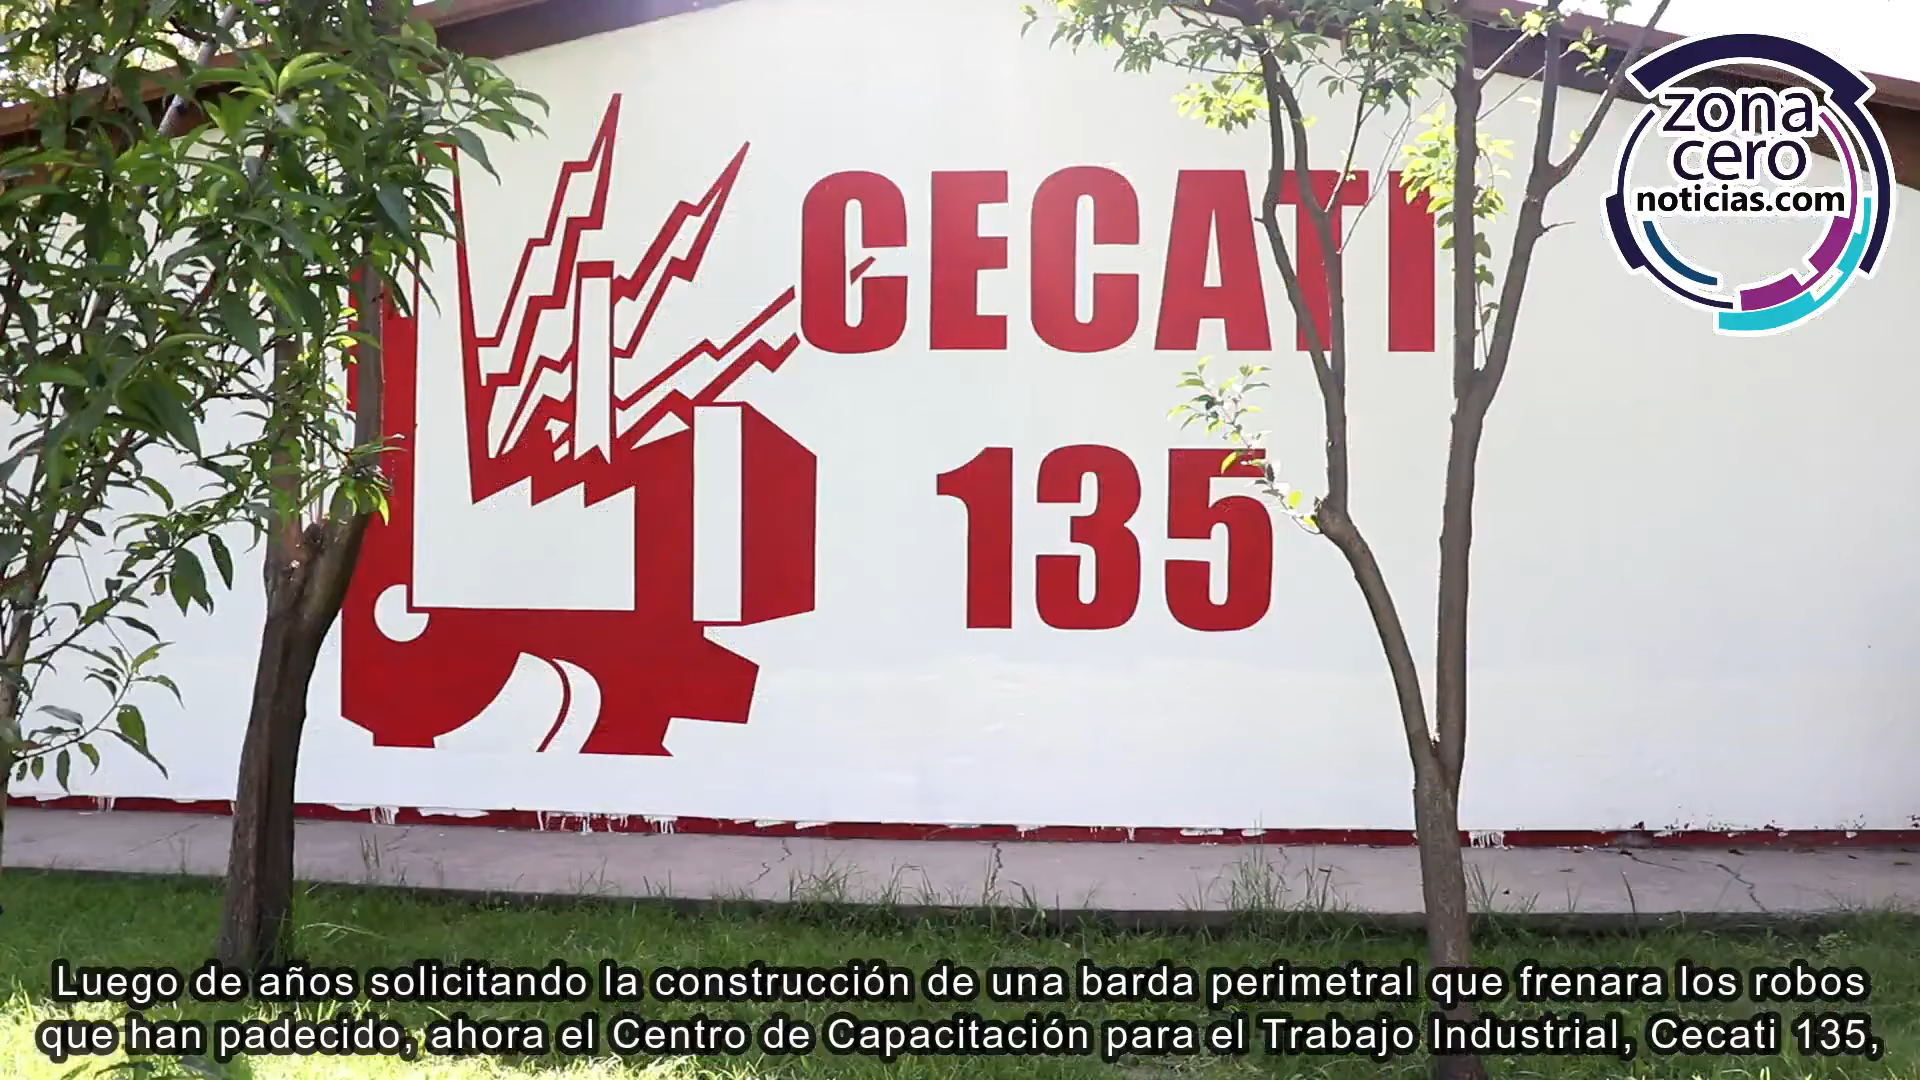 CECATI
135
zona
cero
noticias.com
Luego de años solicitando la construcción de una barda perimetral que frenara los robos
que han padecido, ahora el Centro de Capacitación para el Trabajo Industrial, Cecati 135,